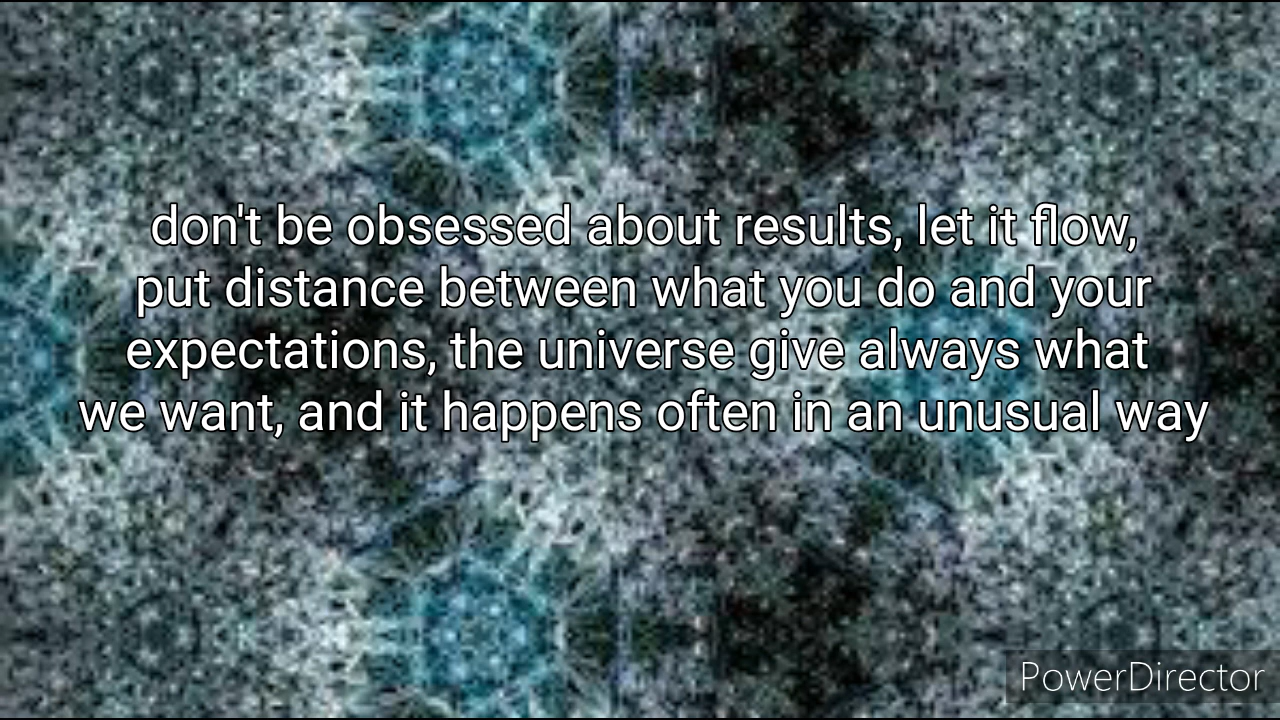 don't be obsessed about results, let it flow,
put distance between what you do and your
expectations, the universe give always what
we want, and it happens often in an unusual way
PowerDirector